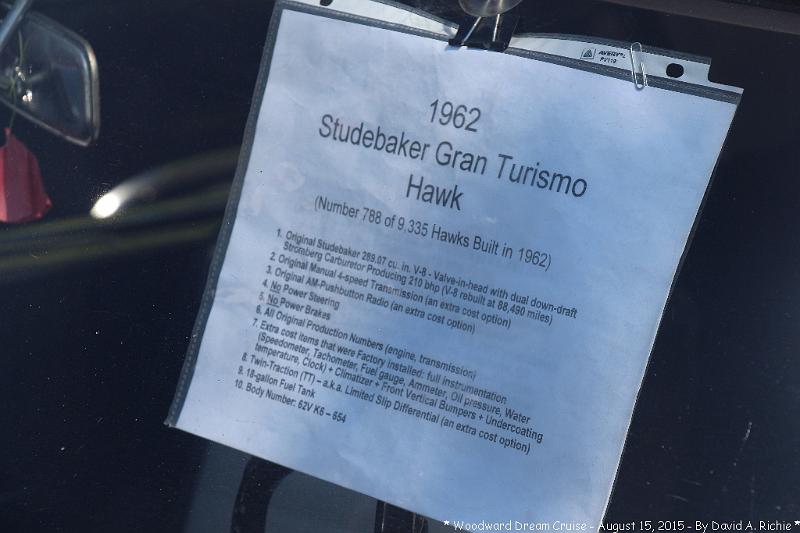 AVERY®
PV119
1962
Studebaker Gran Turismo
Hawk
(Number 788 of 9,335 Hawks Built in 1962)
1. Original Studebaker 289.07 cu. in. V-8 - Valve-in-head with dual down-draft
Stromberg Carburetor Producing 210 bhp (V-8 rebuilt at 88,490 miles)
2. Original Manual 4-speed Transmission (an extra cost option)
3. Original AM-Pushbutton Radio (an extra cost option)
4. No Power Steering
5. No Power Brakes
6. All Original Production Numbers (engine, transmission)
7. Extra cost items that were Factory installed: full instrumentation
(Speedometer, Tachometer, Fuel gauge, Ammeter, Oil pressure, Water
temperature, Clock) + Climatizer + Front Vertical Bumpers + Undercoating
8. Twin-Traction (TT) – a.k.a. Limited Slip Differential (an extra cost option)
9. 18-gallon Fuel Tank
10. Body Number: 62V K6 – 654
* Woodward Dream Cruise - August 15, 2015 - By David A. Richie *